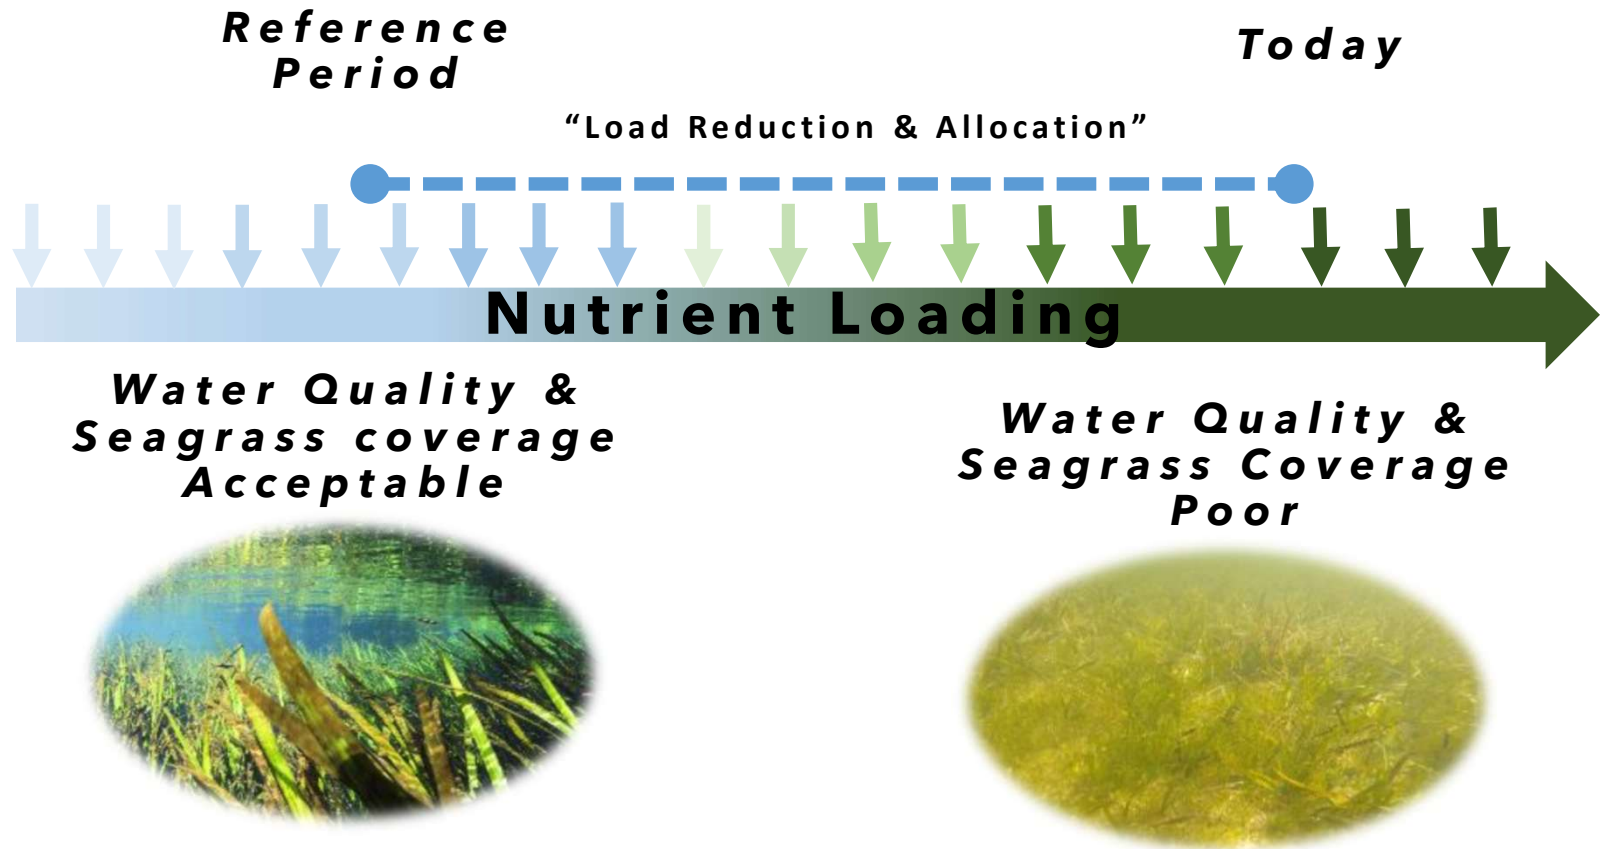 Reference
Period
Today
“Load Reduction & Allocation”
Nutrient Loading
Water Quality &
Seagrass coverage
Acceptable
Water Quality &
Seagrass Coverage
Poor